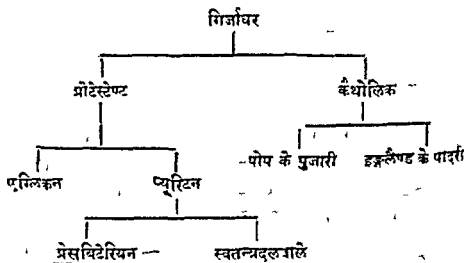 गिर्जाघर
प्रोटेस्टेण्ट कैथोलिक
एंग्लिकन प्यूरिटन पोप के पुजारी इङ्गलैण्ड के पादरी
प्रेसबिटेरियन स्वतन्त्रदलवाले